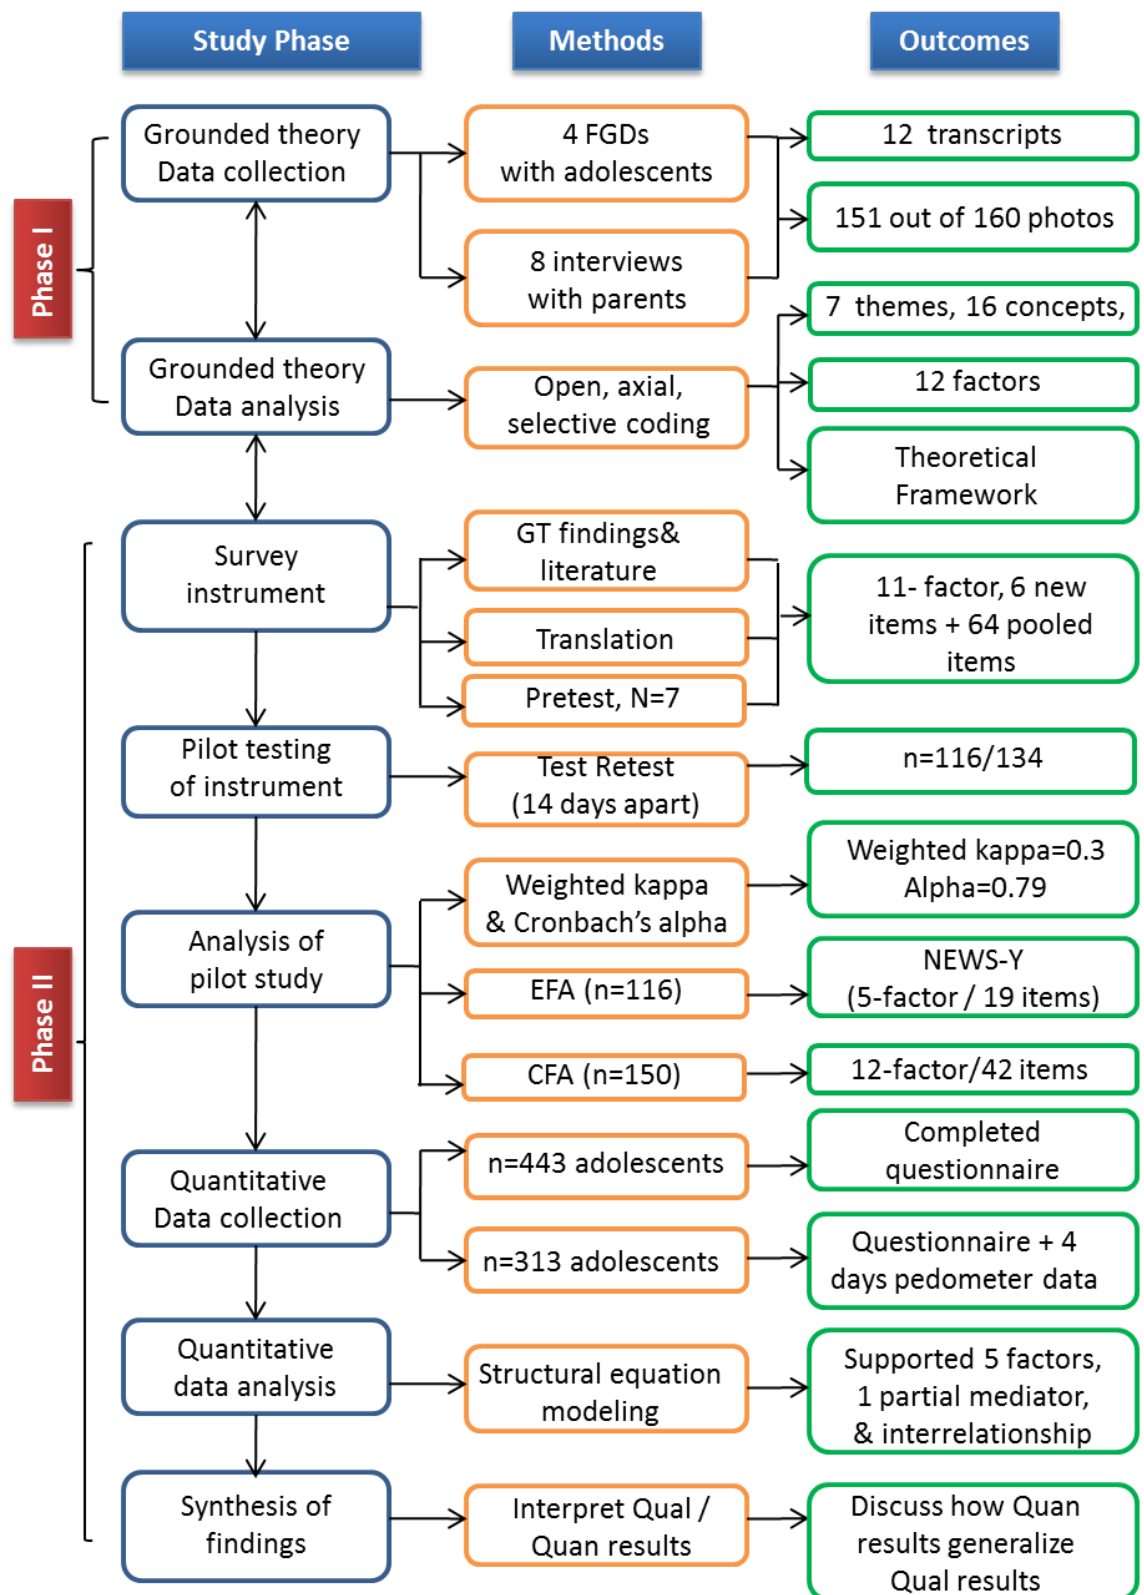 Study Phase
Methods
Outcomes
Phase I
Grounded theory
Data collection
4 FGDs
with adolescents
8 interviews
with parents
12 transcripts
151 out of 160 photos
Grounded theory
Data analysis
Open, axial,
selective coding
7 themes, 16 concepts,
12 factors
Theoretical
Framework
Phase II
Survey
instrument
GT findings&
literature
Translation
Pretest, N=7
11- factor, 6 new
items + 64 pooled
items
Pilot testing
of instrument
Test Retest
(14 days apart)
n=116/134
Analysis of
pilot study
Weighted kappa
& Cronbach’s alpha
Weighted kappa=0.3
Alpha=0.79
EFA (n=116)
NEWS-Y
(5-factor / 19 items)
CFA (n=150)
12-factor/42 items
Quantitative
Data collection
n=443 adolescents
Completed
questionnaire
n=313 adolescents
Questionnaire + 4
days pedometer data
Quantitative
data analysis
Structural equation
modeling
Supported 5 factors,
1 partial mediator,
& interrelationship
Synthesis of
findings
Interpret Qual /
Quan results
Discuss how Quan
results generalize
Qual results